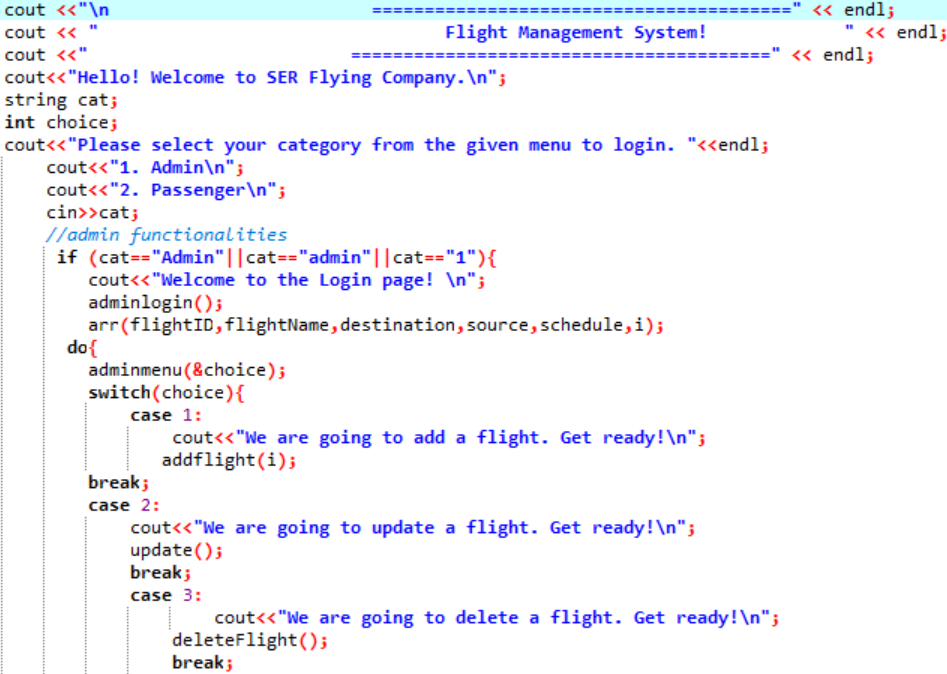 cout <<"\n                         ========================================" << endl;
cout << "                                 Flight Management System!             " << endl;
cout <<"                         ========================================" << endl;
cout<<"Hello! Welcome to SER Flying Company.\n";
string cat;
int choice;
cout<<"Please select your category from the given menu to login. "<<endl;
    cout<<"1. Admin\n";
    cout<<"2. Passenger\n";
    cin>>cat;
    //admin functionalities
     if (cat=="Admin"||cat=="admin"||cat=="1"){
        cout<<"Welcome to the Login page! \n";
        adminlogin();
        arr(flightID,flightName,destination,source,schedule,i);
      do{
        adminmenu(&choice);
        switch(choice){
            case 1:
                cout<<"We are going to add a flight. Get ready!\n";
               addflight(i);
        break;
        case 2:
            cout<<"We are going to update a flight. Get ready!\n";
            update();
            break;
            case 3:
                    cout<<"We are going to delete a flight. Get ready!\n";
                deleteFlight();
                break;